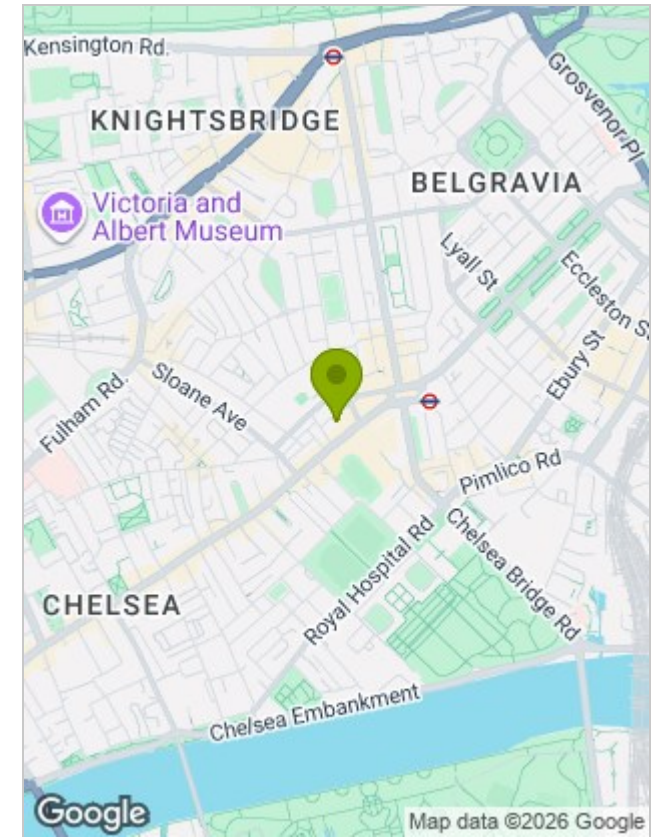 Kensington Rd.
Grosvenor Pl
KNIGHTSBRIDGE
BELGRAVIA
Victoria and
Albert Museum
Lyall St
Eccleston S
Ebury St
Sloane Ave
Fulham Rd.
Pimlico Rd
Chelsea Bridge Rd
Royal Hospital Rd
CHELSEA
Chelsea Embankment
Google
Map data ©2026 Google